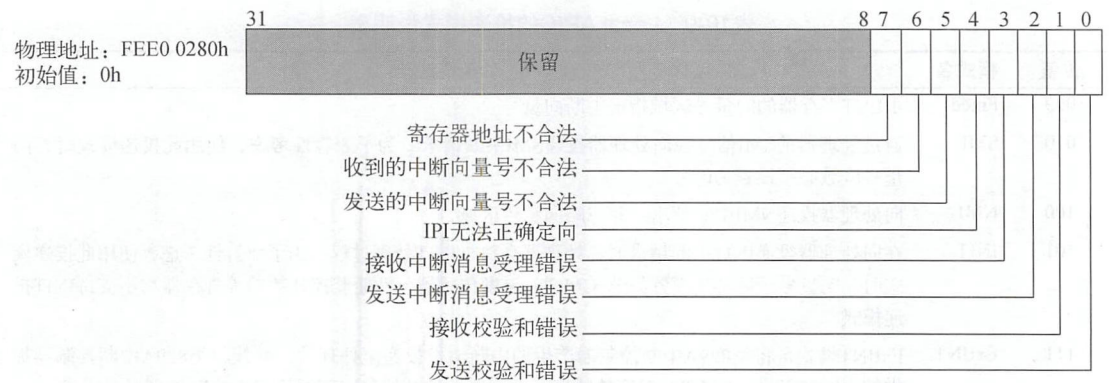 31 8 7 6 5 4 3 2 1 0
物理地址：FEE0 0280h
初始值：0h
保留
寄存器地址不合法
收到的中断向量号不合法
发送的中断向量号不合法
IPI无法正确定向
接收中断消息受理错误
发送中断消息受理错误
接收校验和错误
发送校验和错误